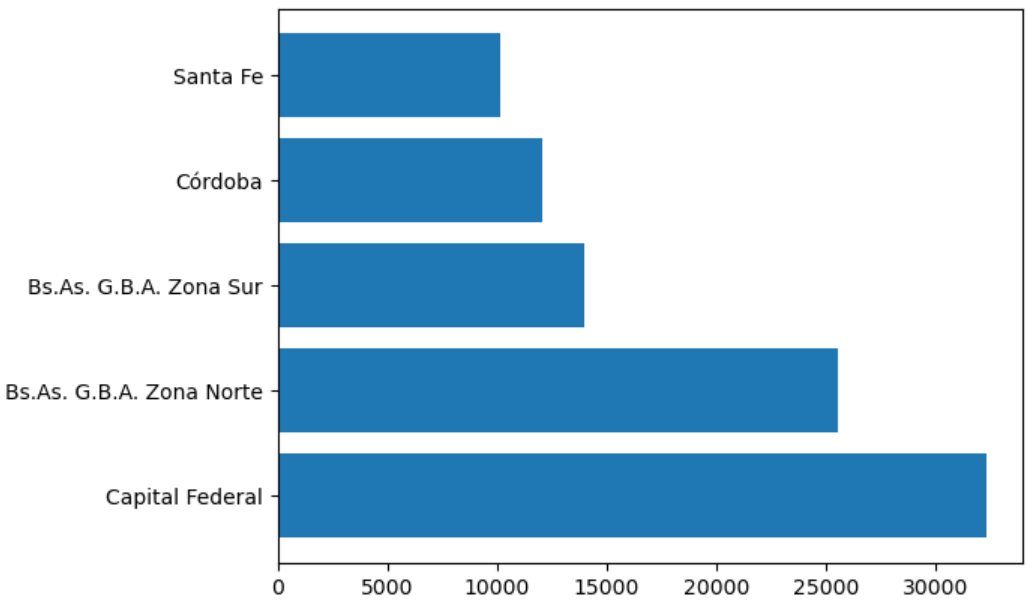 Santa Fe
Córdoba
Bs.As. G.B.A. Zona Sur
Bs.As. G.B.A. Zona Norte
Capital Federal
0 5000 10000 15000 20000 25000 30000